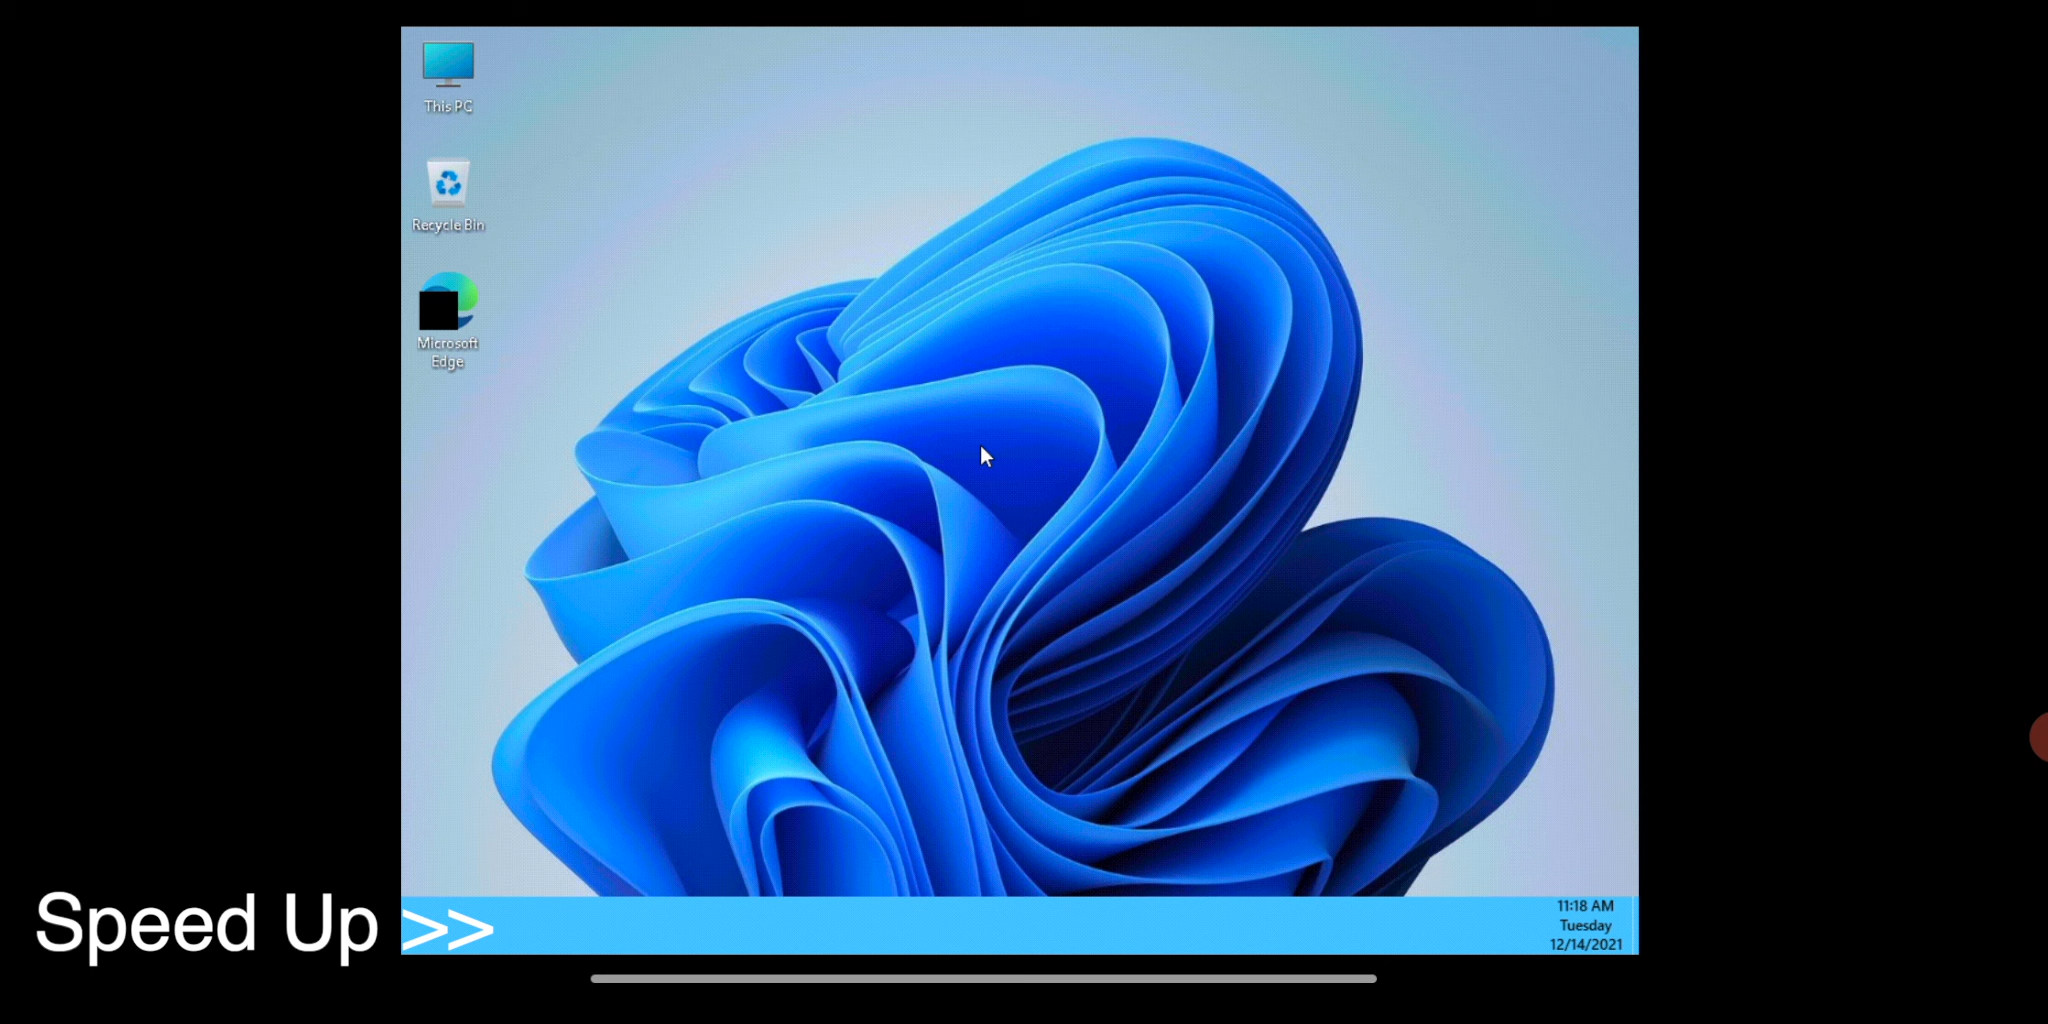 This PC
Recycle Bin
Microsoft
Edge
Speed Up >>
11:18 AM
Tuesday
12/14/2021